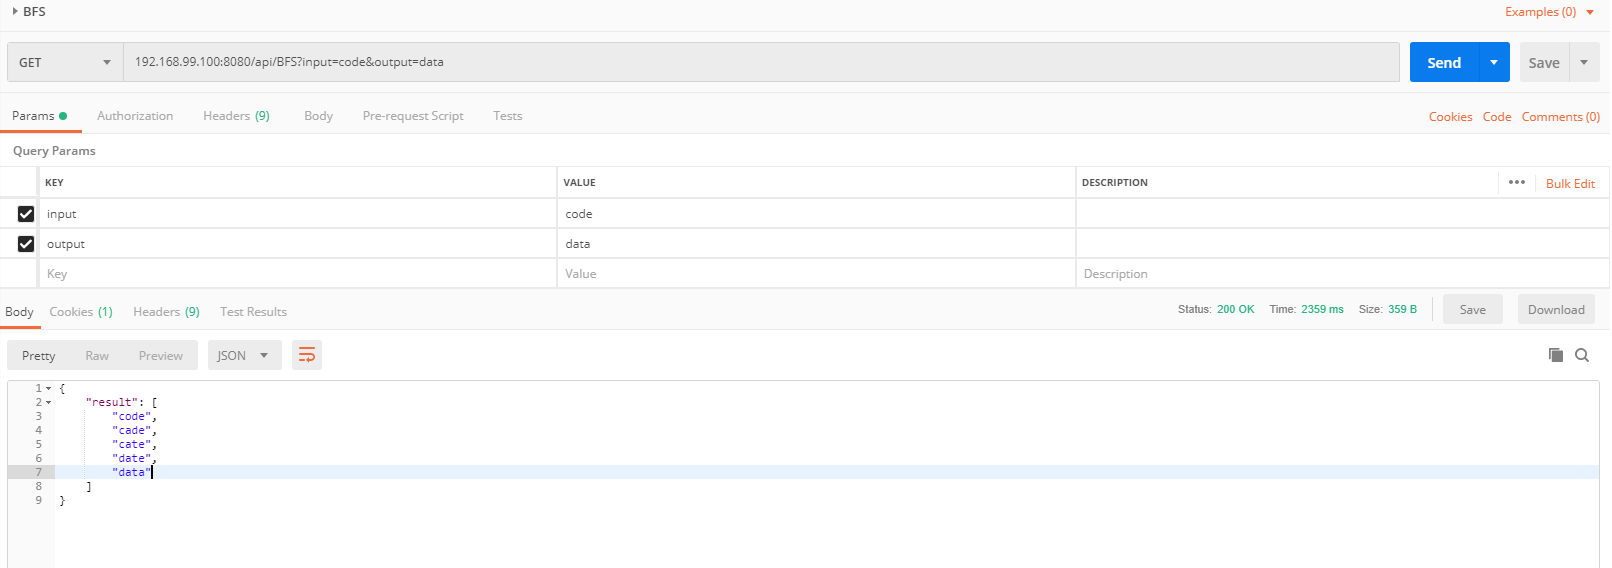 BFS Examples (0)
GET 192.168.99.100:8080/api/BFS?input=code&output=data Send Save
Params Authorization Headers (9) Body Pre-request Script Tests Cookies Code Comments (0)
Query Params
KEY VALUE DESCRIPTION ••• Bulk Edit
input code
output data
Key Value Description
Body Cookies (1) Headers (9) Test Results Status: 200 OK Time: 2359 ms Size: 359 B Save Download
Pretty Raw Preview JSON
1 {
2 "result": [
3 "code",
4 "cade",
5 "cate",
6 "date",
7 "data"
8 ]
9 }